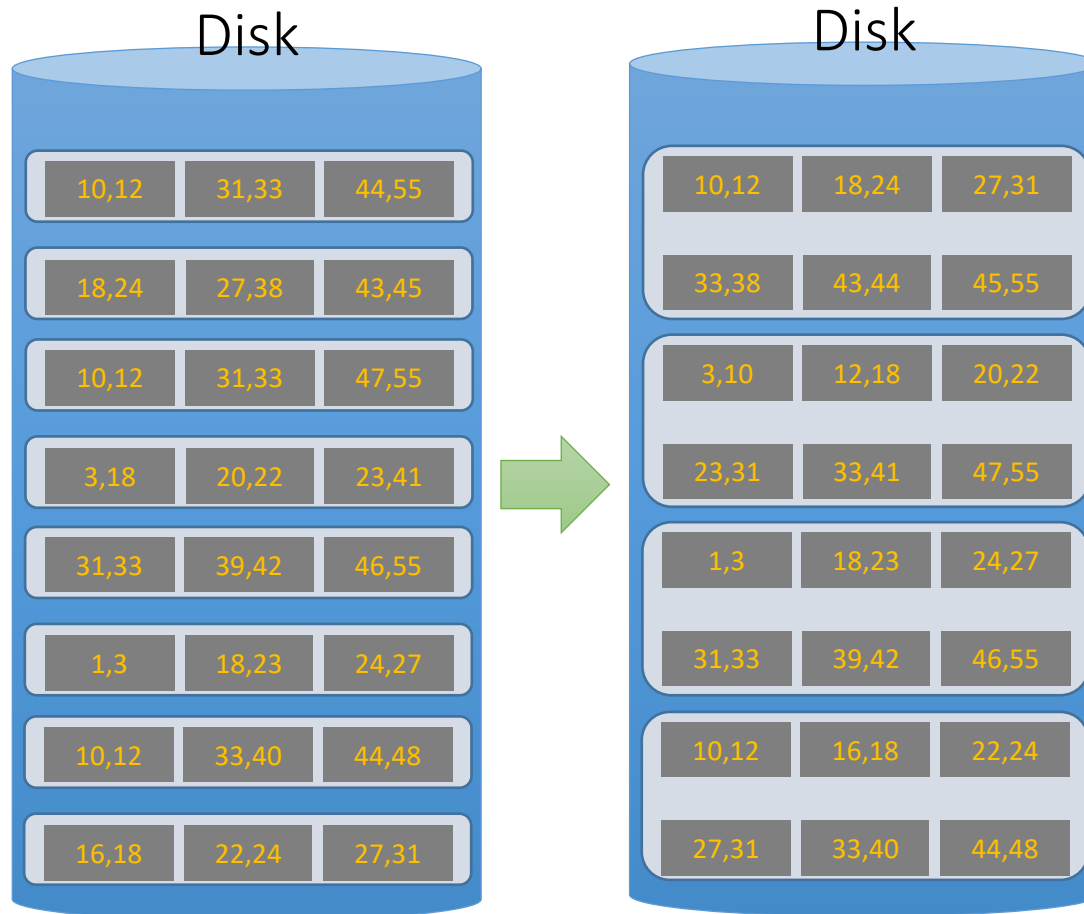 Disk
10,12 31,33 44,55
18,24 27,38 43,45
10,12 31,33 47,55
3,18 20,22 23,41
31,33 39,42 46,55
1,3 18,23 24,27
10,12 33,40 44,48
16,18 22,24 27,31
Disk
10,12 18,24 27,31
33,38 43,44 45,55
3,10 12,18 20,22
23,31 33,41 47,55
1,3 18,23 24,27
31,33 39,42 46,55
10,12 16,18 22,24
27,31 33,40 44,48